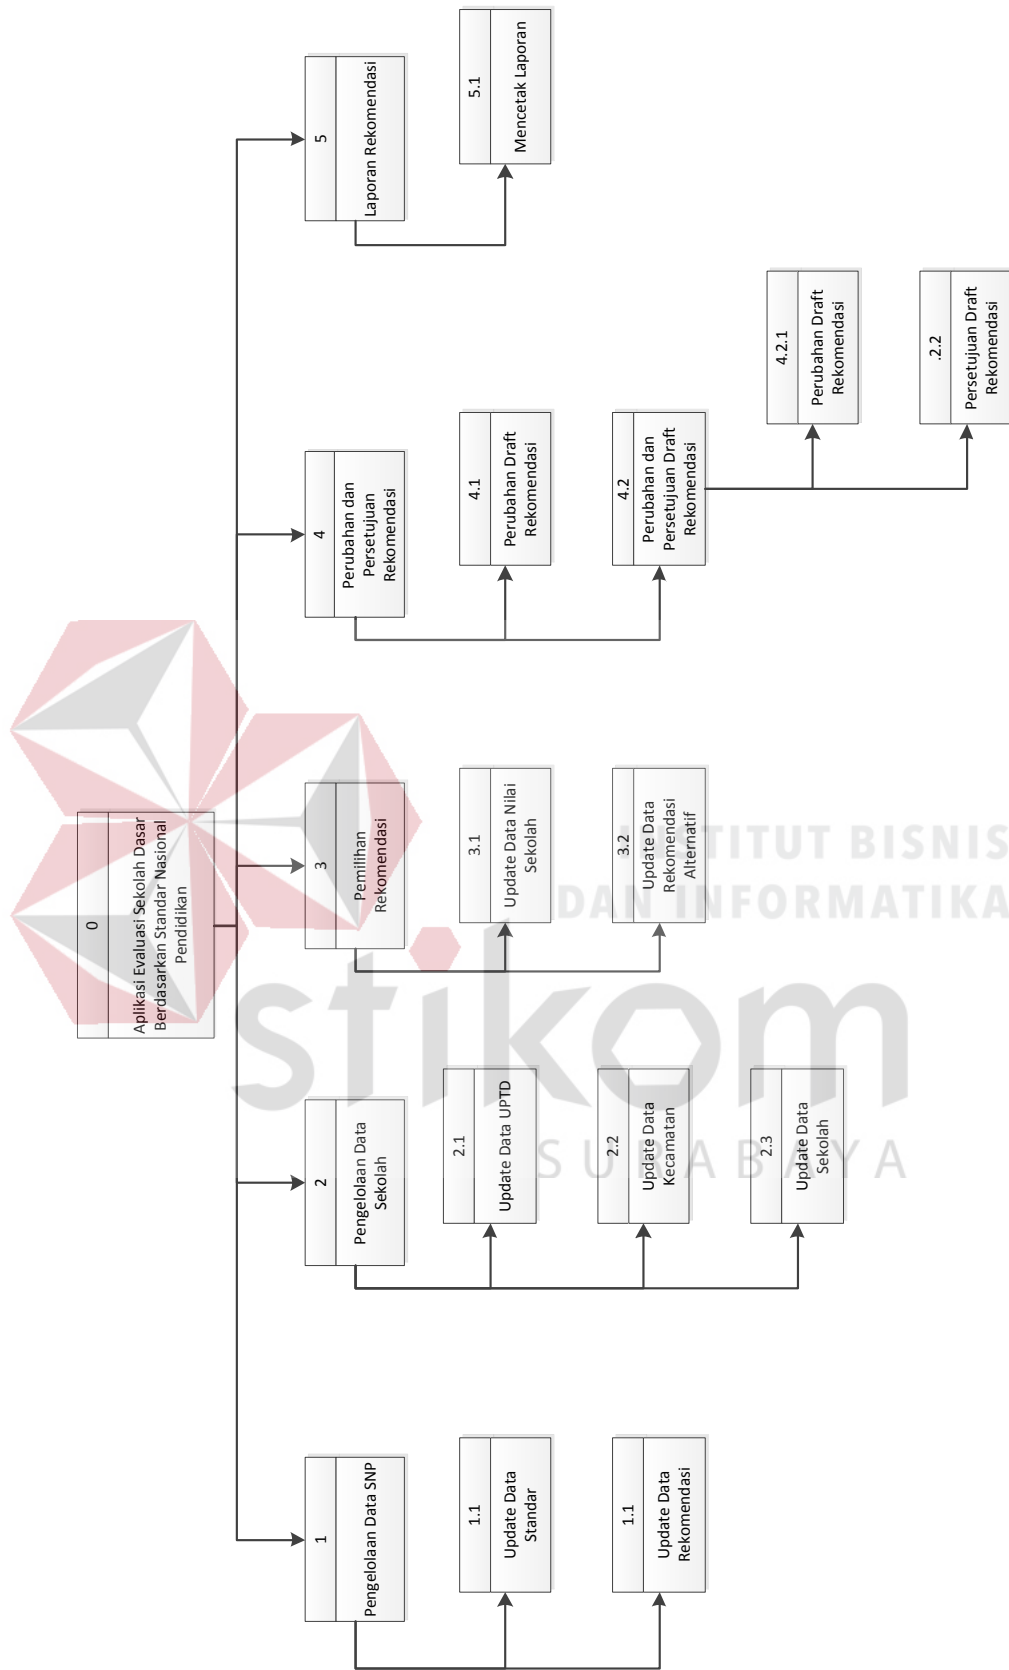 0
Aplikasi Evaluasi Sekolah Dasar
Berdasarkan Standar Nasional
Pendidikan
1
Pengelolaan Data SNP
1.1
Update Data
Standar
1.1
Update Data
Rekomendasi
2
Pengelolaan Data
Sekolah
2.1
Update Data UPTD
2.2
Update Data
Kecamatan
2.3
Update Data
Sekolah
3
Pemilihan
Rekomendasi
3.1
Update Data Nilai
Sekolah
3.2
Update Data
Rekomendasi
Alternatif
4
Perubahan dan
Persetujuan
Rekomendasi
4.1
Perubahan Draft
Rekomendasi
4.2
Perubahan dan
Persetujuan Draft
Rekomendasi
4.2.1
Perubahan Draft
Rekomendasi
.2.2
Persetujuan Draft
Rekomendasi
5
Laporan Rekomendasi
5.1
Mencetak Laporan
INSTITUT BISNIS
DAN INFORMATIKA
stikom
SURABAYA